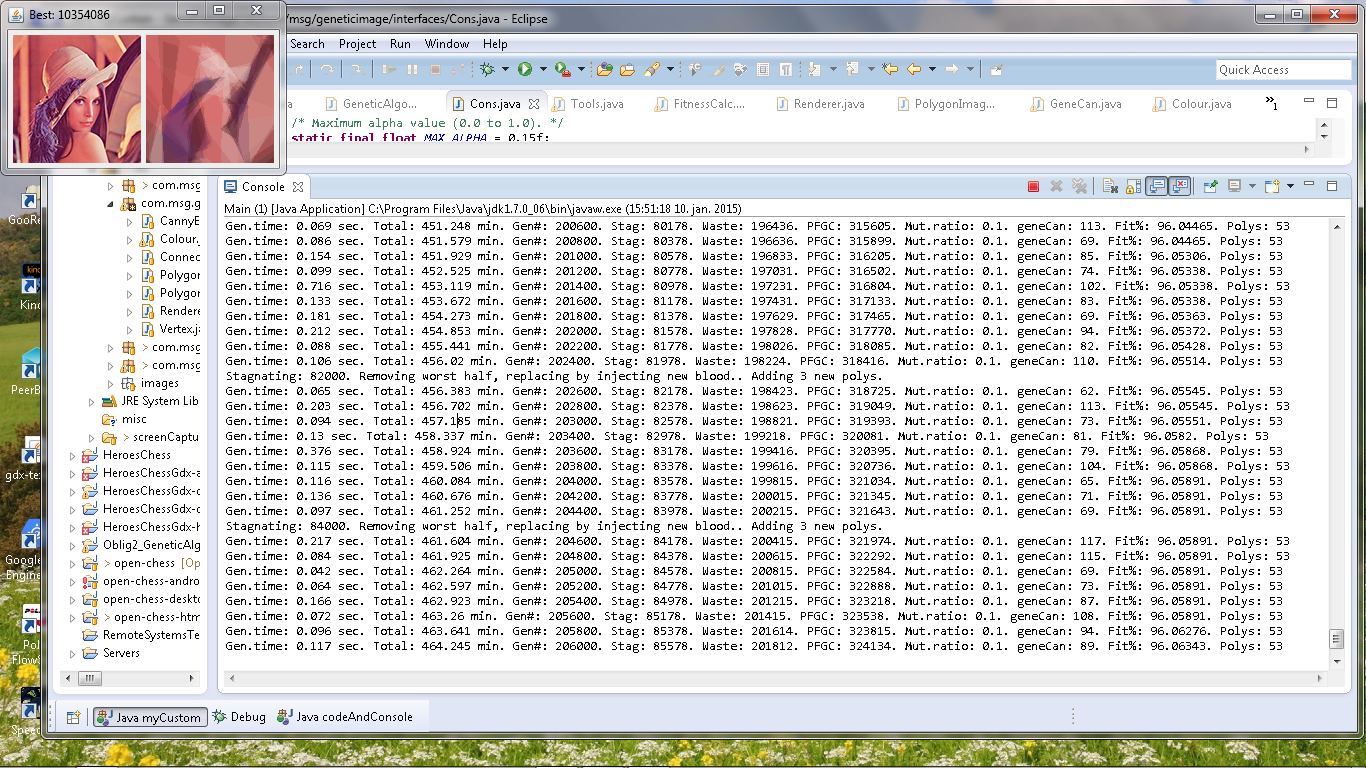 Best: 10354086
/msg/geneticimage/interfaces/Cons.java - Eclipse
Search Project Run Window Help
Quick Access
GeneticAlgo...
Cons.java
Tools.java
FitnessCalc....
Renderer.java
PolygonImag...
GeneCan.java
Colour.java
»1
/* Maximum alpha value (0.0 to 1.0). */
static final float MAX_ALPHA = 0.15f;
GooRe
Kin
PeerB
gdx-te
Google
Engine
Pol
Flow
Speed
> com.msg
com.msg.g
CannyE
Colour.
Connec
Polygor
Polygor
Rendere
Vertex.j
> com.msg
> com.msg
images
JRE System Lib
misc
> screenCaptu
HeroesChess
HeroesChessGdx-a
HeroesChessGdx-c
HeroesChessGdx-c
HeroesChessGdx-h
Oblig2_GeneticAlg
> open-chess [Op
open-chess-andro
open-chess-deskto
> open-chess-htm
RemoteSystemsTe
Servers
Console
Main (1) [Java Application] C:\Program Files\Java\jdk1.7.0_06\bin\javaw.exe (15:51:18 10. jan. 2015)
Gen.time: 0.069 sec. Total: 451.248 min. Gen#: 200600. Stag: 80178. Waste: 196436. PFGC: 315605. Mut.ratio: 0.1. geneCan: 113. Fit%: 96.04465. Polys: 53
Gen.time: 0.086 sec. Total: 451.579 min. Gen#: 200800. Stag: 80378. Waste: 196636. PFGC: 315899. Mut.ratio: 0.1. geneCan: 69. Fit%: 96.04465. Polys: 53
Gen.time: 0.154 sec. Total: 451.929 min. Gen#: 201000. Stag: 80578. Waste: 196833. PFGC: 316205. Mut.ratio: 0.1. geneCan: 85. Fit%: 96.05306. Polys: 53
Gen.time: 0.099 sec. Total: 452.525 min. Gen#: 201200. Stag: 80778. Waste: 197031. PFGC: 316502. Mut.ratio: 0.1. geneCan: 74. Fit%: 96.05338. Polys: 53
Gen.time: 0.716 sec. Total: 453.119 min. Gen#: 201400. Stag: 80978. Waste: 197231. PFGC: 316804. Mut.ratio: 0.1. geneCan: 102. Fit%: 96.05338. Polys: 53
Gen.time: 0.133 sec. Total: 453.672 min. Gen#: 201600. Stag: 81178. Waste: 197431. PFGC: 317133. Mut.ratio: 0.1. geneCan: 83. Fit%: 96.05338. Polys: 53
Gen.time: 0.181 sec. Total: 454.273 min. Gen#: 201800. Stag: 81378. Waste: 197629. PFGC: 317465. Mut.ratio: 0.1. geneCan: 69. Fit%: 96.05363. Polys: 53
Gen.time: 0.212 sec. Total: 454.853 min. Gen#: 202000. Stag: 81578. Waste: 197828. PFGC: 317770. Mut.ratio: 0.1. geneCan: 94. Fit%: 96.05372. Polys: 53
Gen.time: 0.088 sec. Total: 455.441 min. Gen#: 202200. Stag: 81778. Waste: 198026. PFGC: 318085. Mut.ratio: 0.1. geneCan: 82. Fit%: 96.05428. Polys: 53
Gen.time: 0.106 sec. Total: 456.02 min. Gen#: 202400. Stag: 81978. Waste: 198224. PFGC: 318416. Mut.ratio: 0.1. geneCan: 110. Fit%: 96.05514. Polys: 53
Stagnating: 82000. Removing worst half, replacing by injecting new blood.. Adding 3 new polys.
Gen.time: 0.065 sec. Total: 456.383 min. Gen#: 202600. Stag: 82178. Waste: 198423. PFGC: 318725. Mut.ratio: 0.1. geneCan: 62. Fit%: 96.05545. Polys: 53
Gen.time: 0.203 sec. Total: 456.702 min. Gen#: 202800. Stag: 82378. Waste: 198623. PFGC: 319049. Mut.ratio: 0.1. geneCan: 113. Fit%: 96.05545. Polys: 53
Gen.time: 0.094 sec. Total: 457.185 min. Gen#: 203000. Stag: 82578. Waste: 198821. PFGC: 319393. Mut.ratio: 0.1. geneCan: 73. Fit%: 96.05551. Polys: 53
Gen.time: 0.13 sec. Total: 458.337 min. Gen#: 203400. Stag: 82978. Waste: 199218. PFGC: 320081. Mut.ratio: 0.1. geneCan: 81. Fit%: 96.0582. Polys: 53
Gen.time: 0.376 sec. Total: 458.924 min. Gen#: 203600. Stag: 83178. Waste: 199416. PFGC: 320395. Mut.ratio: 0.1. geneCan: 79. Fit%: 96.05868. Polys: 53
Gen.time: 0.115 sec. Total: 459.506 min. Gen#: 203800. Stag: 83378. Waste: 199616. PFGC: 320736. Mut.ratio: 0.1. geneCan: 104. Fit%: 96.05868. Polys: 53
Gen.time: 0.116 sec. Total: 460.084 min. Gen#: 204000. Stag: 83578. Waste: 199815. PFGC: 321034. Mut.ratio: 0.1. geneCan: 65. Fit%: 96.05891. Polys: 53
Gen.time: 0.136 sec. Total: 460.676 min. Gen#: 204200. Stag: 83778. Waste: 200015. PFGC: 321345. Mut.ratio: 0.1. geneCan: 71. Fit%: 96.05891. Polys: 53
Gen.time: 0.097 sec. Total: 461.252 min. Gen#: 204400. Stag: 83978. Waste: 200215. PFGC: 321643. Mut.ratio: 0.1. geneCan: 69. Fit%: 96.05891. Polys: 53
Stagnating: 84000. Removing worst half, replacing by injecting new blood.. Adding 3 new polys.
Gen.time: 0.217 sec. Total: 461.604 min. Gen#: 204600. Stag: 84178. Waste: 200415. PFGC: 321974. Mut.ratio: 0.1. geneCan: 117. Fit%: 96.05891. Polys: 53
Gen.time: 0.084 sec. Total: 461.925 min. Gen#: 204800. Stag: 84378. Waste: 200615. PFGC: 322292. Mut.ratio: 0.1. geneCan: 115. Fit%: 96.05891. Polys: 53
Gen.time: 0.042 sec. Total: 462.264 min. Gen#: 205000. Stag: 84578. Waste: 200815. PFGC: 322584. Mut.ratio: 0.1. geneCan: 69. Fit%: 96.05891. Polys: 53
Gen.time: 0.064 sec. Total: 462.597 min. Gen#: 205200. Stag: 84778. Waste: 201015. PFGC: 322888. Mut.ratio: 0.1. geneCan: 73. Fit%: 96.05891. Polys: 53
Gen.time: 0.166 sec. Total: 462.923 min. Gen#: 205400. Stag: 84978. Waste: 201215. PFGC: 323218. Mut.ratio: 0.1. geneCan: 87. Fit%: 96.05891. Polys: 53
Gen.time: 0.072 sec. Total: 463.26 min. Gen#: 205600. Stag: 85178. Waste: 201415. PFGC: 323538. Mut.ratio: 0.1. geneCan: 108. Fit%: 96.05891. Polys: 53
Gen.time: 0.096 sec. Total: 463.641 min. Gen#: 205800. Stag: 85378. Waste: 201614. PFGC: 323815. Mut.ratio: 0.1. geneCan: 94. Fit%: 96.06276. Polys: 53
Gen.time: 0.117 sec. Total: 464.245 min. Gen#: 206000. Stag: 85578. Waste: 201812. PFGC: 324134. Mut.ratio: 0.1. geneCan: 89. Fit%: 96.06343. Polys: 53
Java myCustom
Debug
Java codeAndConsole